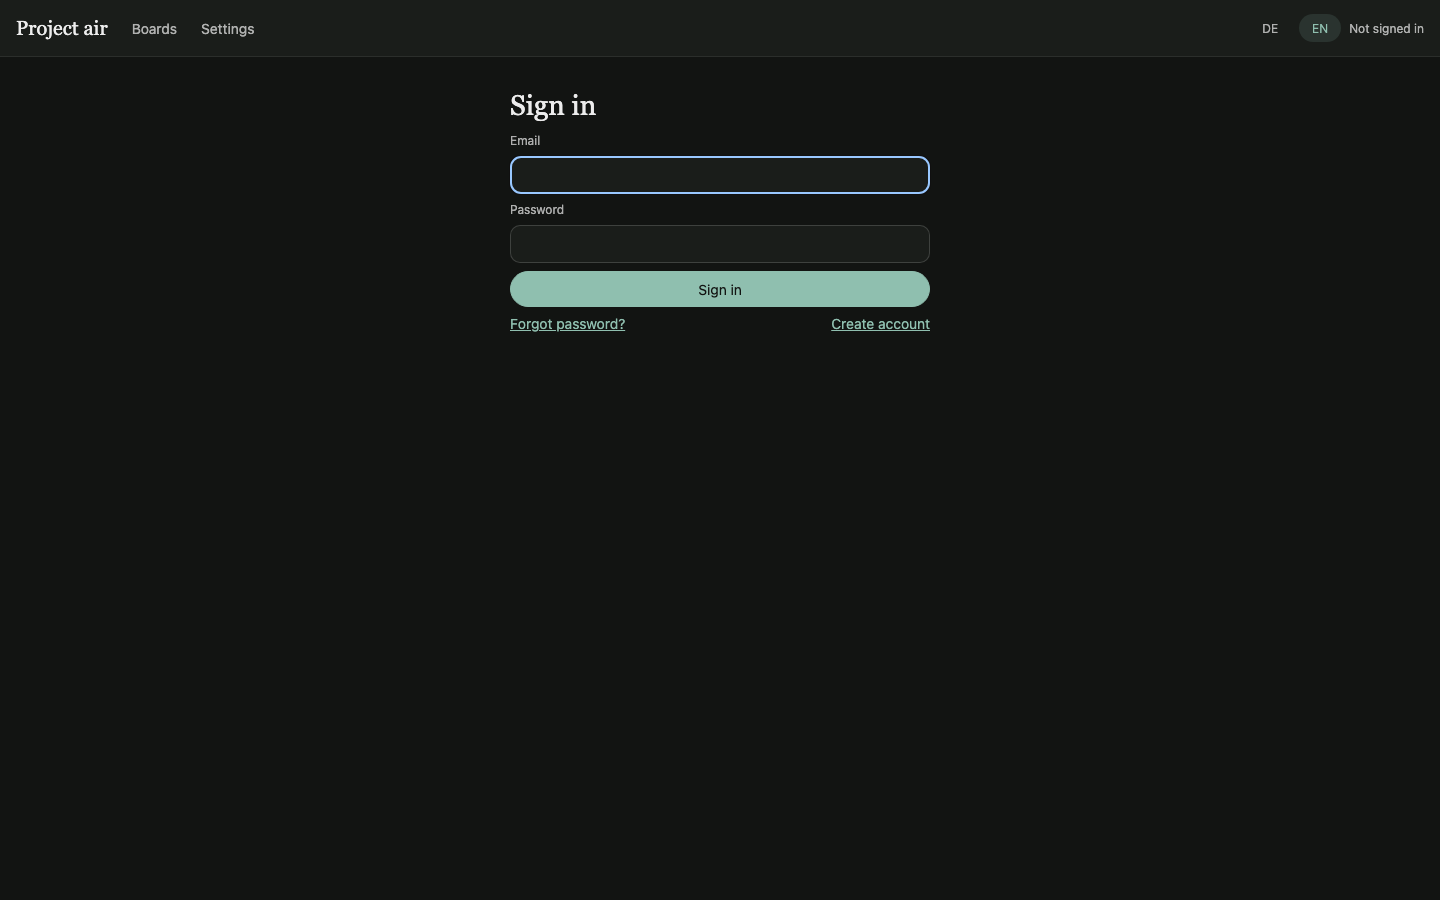 Project air Boards Settings DE EN Not signed in
Sign in
Email
Password
Sign in
Forgot password? Create account